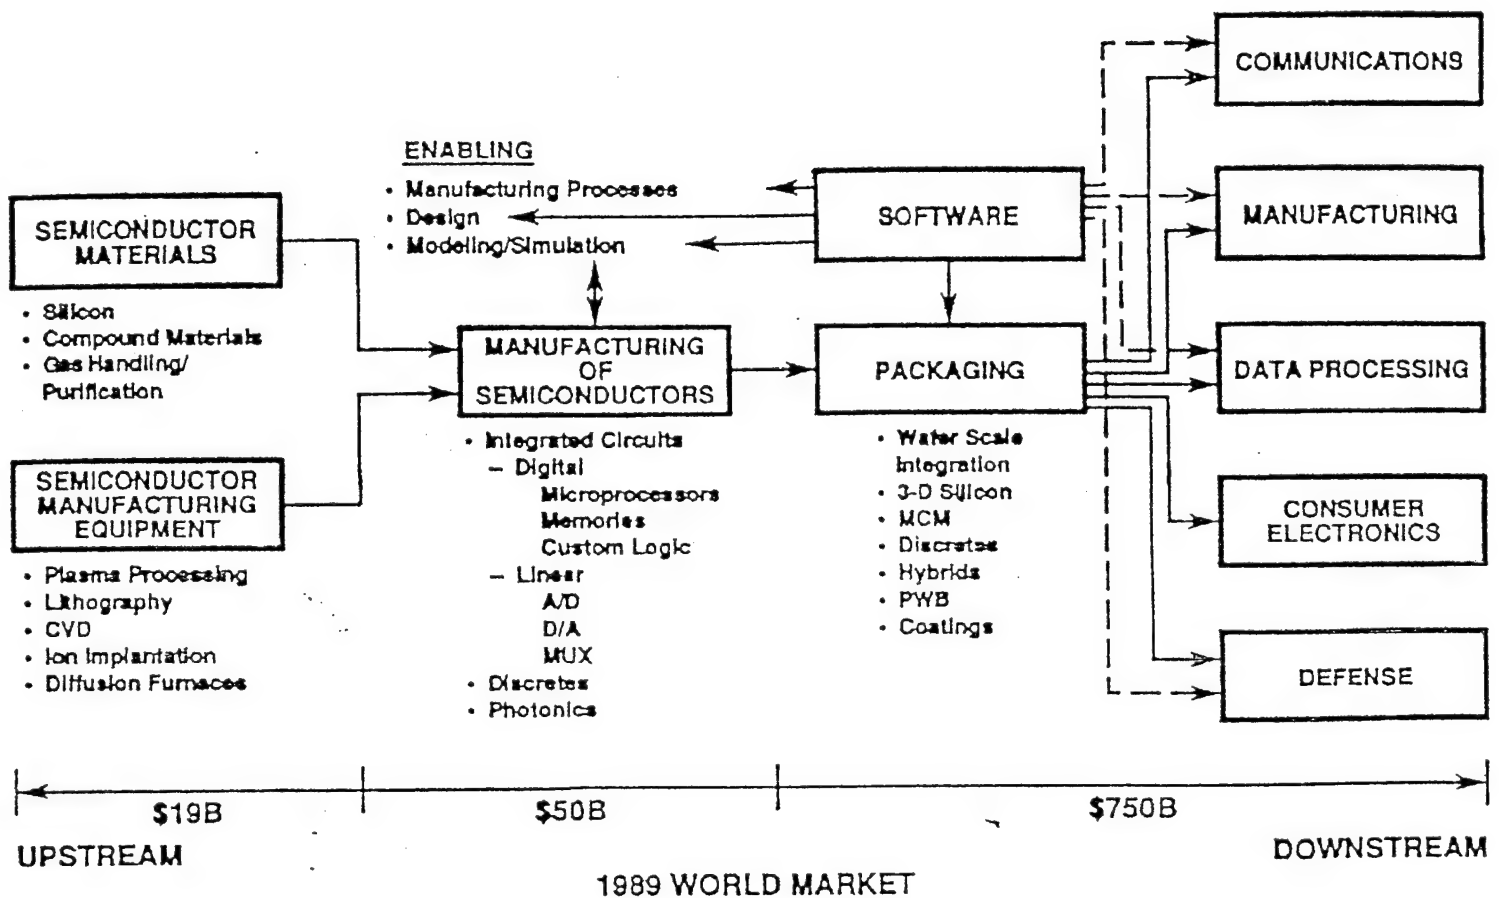 SEMICONDUCTOR
MATERIALS
• Silicon
• Compound Materials
• Gas Handling/
Purification
SEMICONDUCTOR
MANUFACTURING
EQUIPMENT
• Plasma Processing
• Lithography
• CVD
• Ion Implantation
• Diffusion Furnaces
ENABLING
• Manufacturing Processes
• Design
• Modeling/Simulation
MANUFACTURING
OF
SEMICONDUCTORS
• Integrated Circuits
– Digital
Microprocessors
Memories
Custom Logic
– Linear
A/D
D/A
MUX
• Discretes
• Photonics
SOFTWARE
PACKAGING
• Wafer Scale
Integration
• 3-D Silicon
• MCM
• Discretes
• Hybrids
• PWB
• Coatings
COMMUNICATIONS
MANUFACTURING
DATA PROCESSING
CONSUMER
ELECTRONICS
DEFENSE
$19B
$50B
$750B
UPSTREAM
DOWNSTREAM
1989 WORLD MARKET